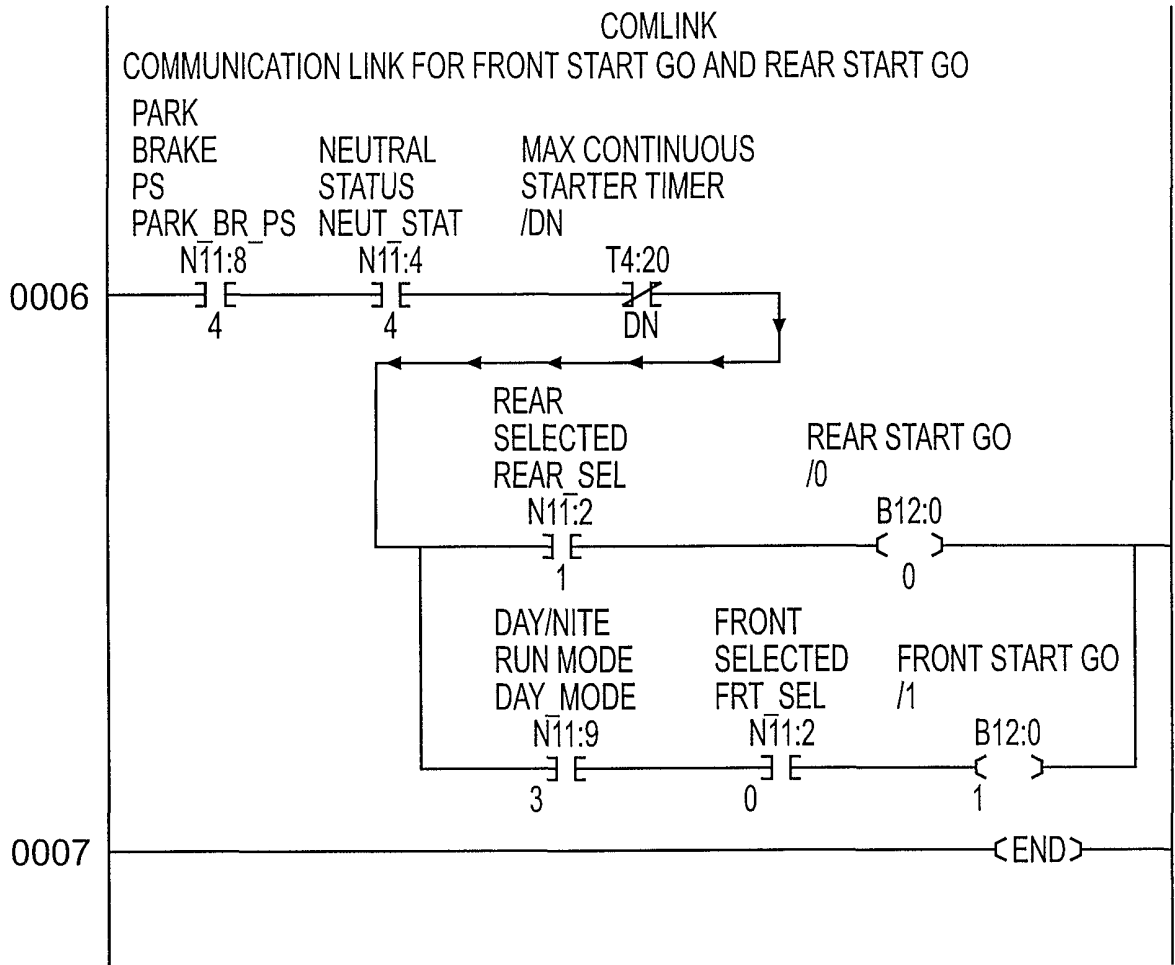 COMLINK
COMMUNICATION LINK FOR FRONT START GO AND REAR START GO
PARK
BRAKE NEUTRAL MAX CONTINUOUS
PS STATUS STARTER TIMER
PARK_BR_PS NEUT_STAT /DN
N11:8 N11:4 T4:20
0006
4 4 DN
REAR
SELECTED REAR START GO
REAR_SEL /0
N11:2 B12:0
1 0
DAY/NITE FRONT
RUN MODE SELECTED FRONT START GO
DAY_MODE FRT_SEL /1
N11:9 N11:2 B12:0
3 0 1
0007 END